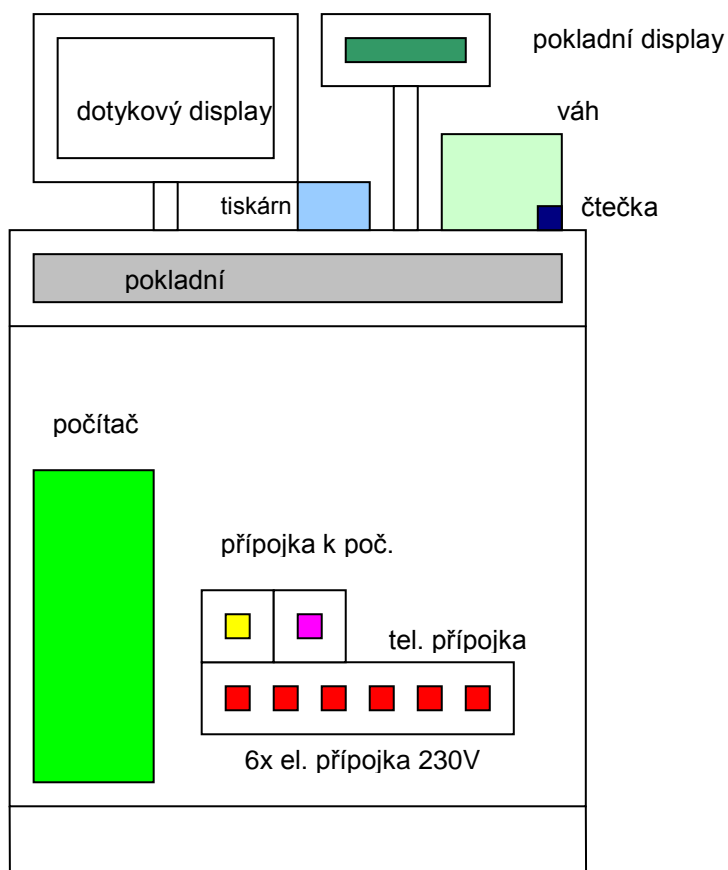 pokladní display
dotykový display
váh
tiskárn
čtečka
pokladní
počítač
přípojka k poč.
tel. přípojka
6x el. přípojka 230V